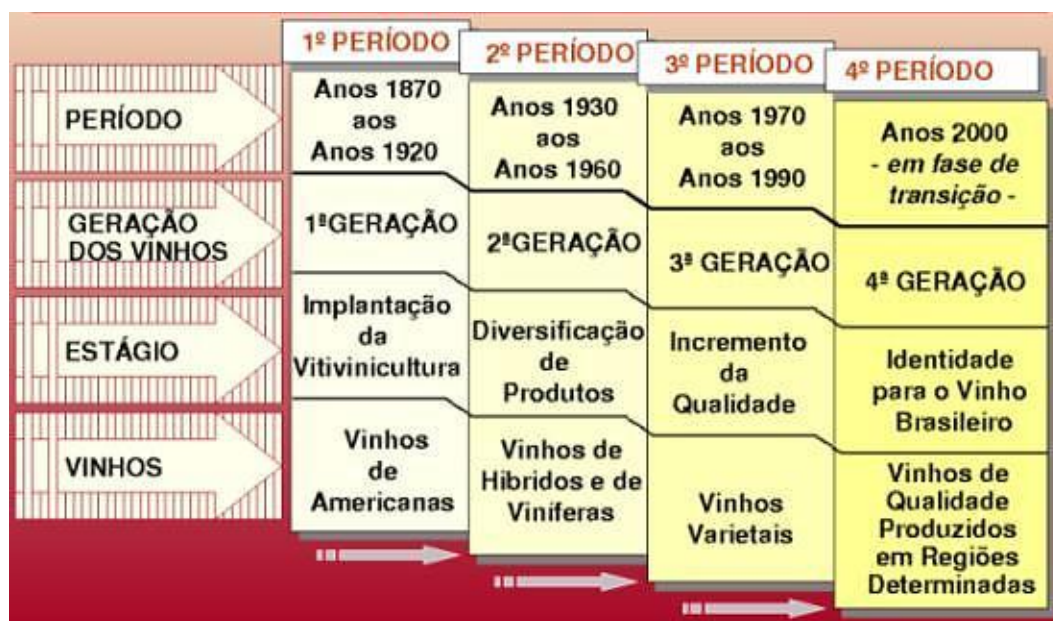 1º PERÍODO
2º PERÍODO
3º PERÍODO
4º PERÍODO
PERÍODO
Anos 1870
aos
Anos 1920
Anos 1930
aos
Anos 1960
Anos 1970
aos
Anos 1990
Anos 2000
- em fase de
transição -
GERAÇÃO
DOS VINHOS
1ªGERAÇÃO
2ªGERAÇÃO
3ª GERAÇÃO
4ª GERAÇÃO
ESTÁGIO
Implantação
da
Vitivinicultura
Diversificação
de
Produtos
Incremento
da
Qualidade
Identidade
para o Vinho
Brasileiro
VINHOS
Vinhos
de
Americanas
Vinhos de
Hibridos e de
Viníferas
Vinhos
Varietais
Vinhos de
Qualidade
Produzidos
em Regiões
Determinadas